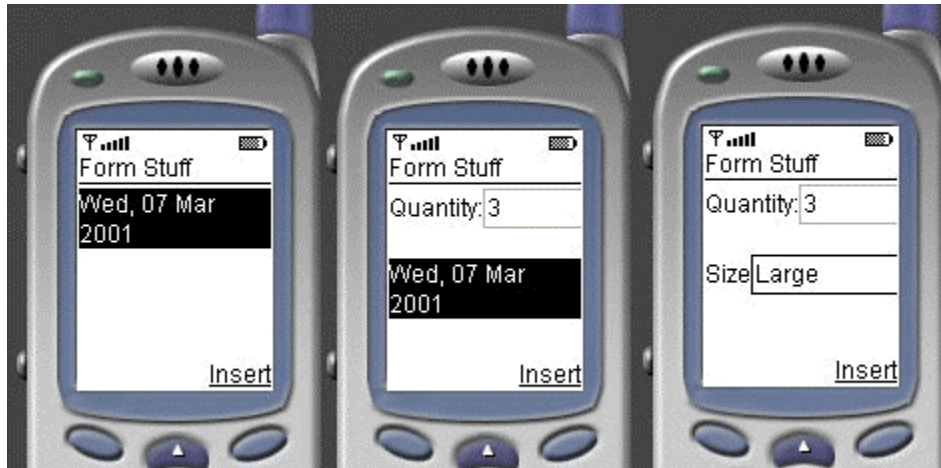 Form Stuff
Wed, 07 Mar
2001
Insert
Form Stuff
Quantity: 3
Wed, 07 Mar
2001
Insert
Form Stuff
Quantity: 3
Size Large
Insert